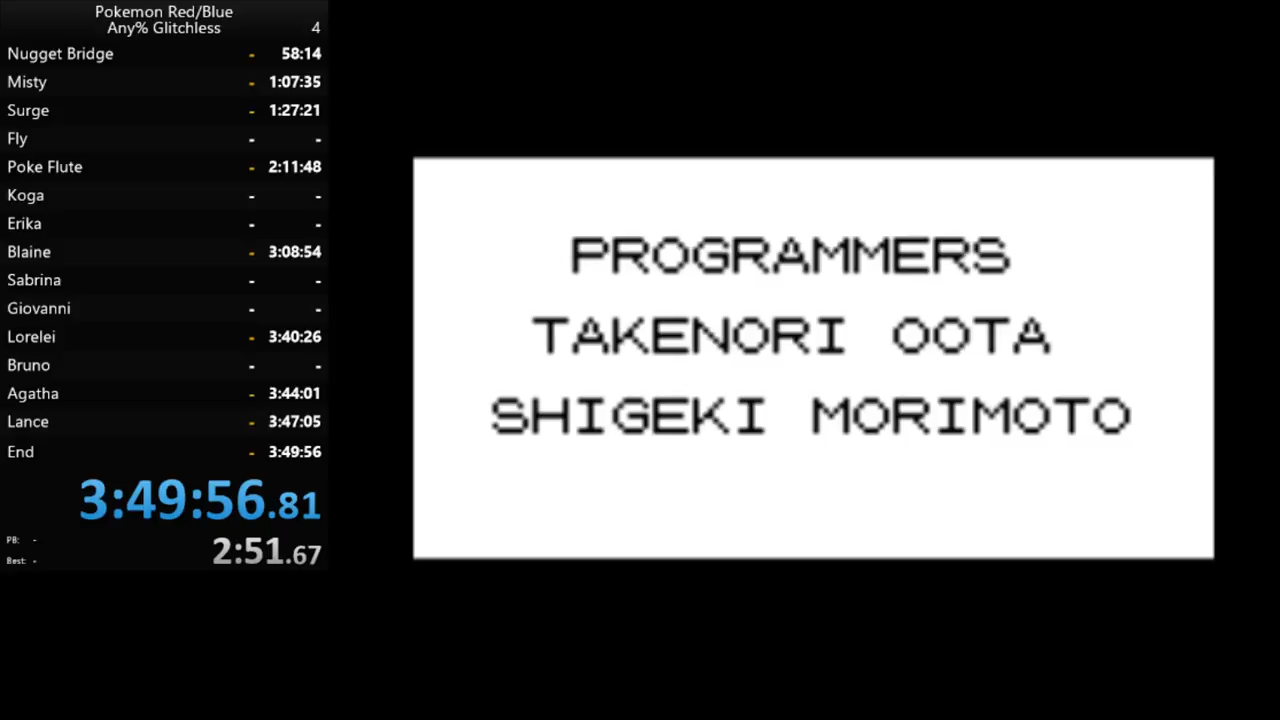 Pokemon Red/Blue
Any% Glitchless 4
Nugget Bridge - 58:14
Misty - 1:07:35
Surge - 1:27:21
Fly - -
Poke Flute - 2:11:48
Koga - -
Erika - -
Blaine - 3:08:54
Sabrina - -
Giovanni - -
Lorelei - 3:40:26
Bruno - -
Agatha - 3:44:01
Lance - 3:47:05
End - 3:49:56
3:49:56.81
PB: -
2:51.67
Best: -
PROGRAMMERS
TAKENORI OOTA
SHIGEKI MORIMOTO